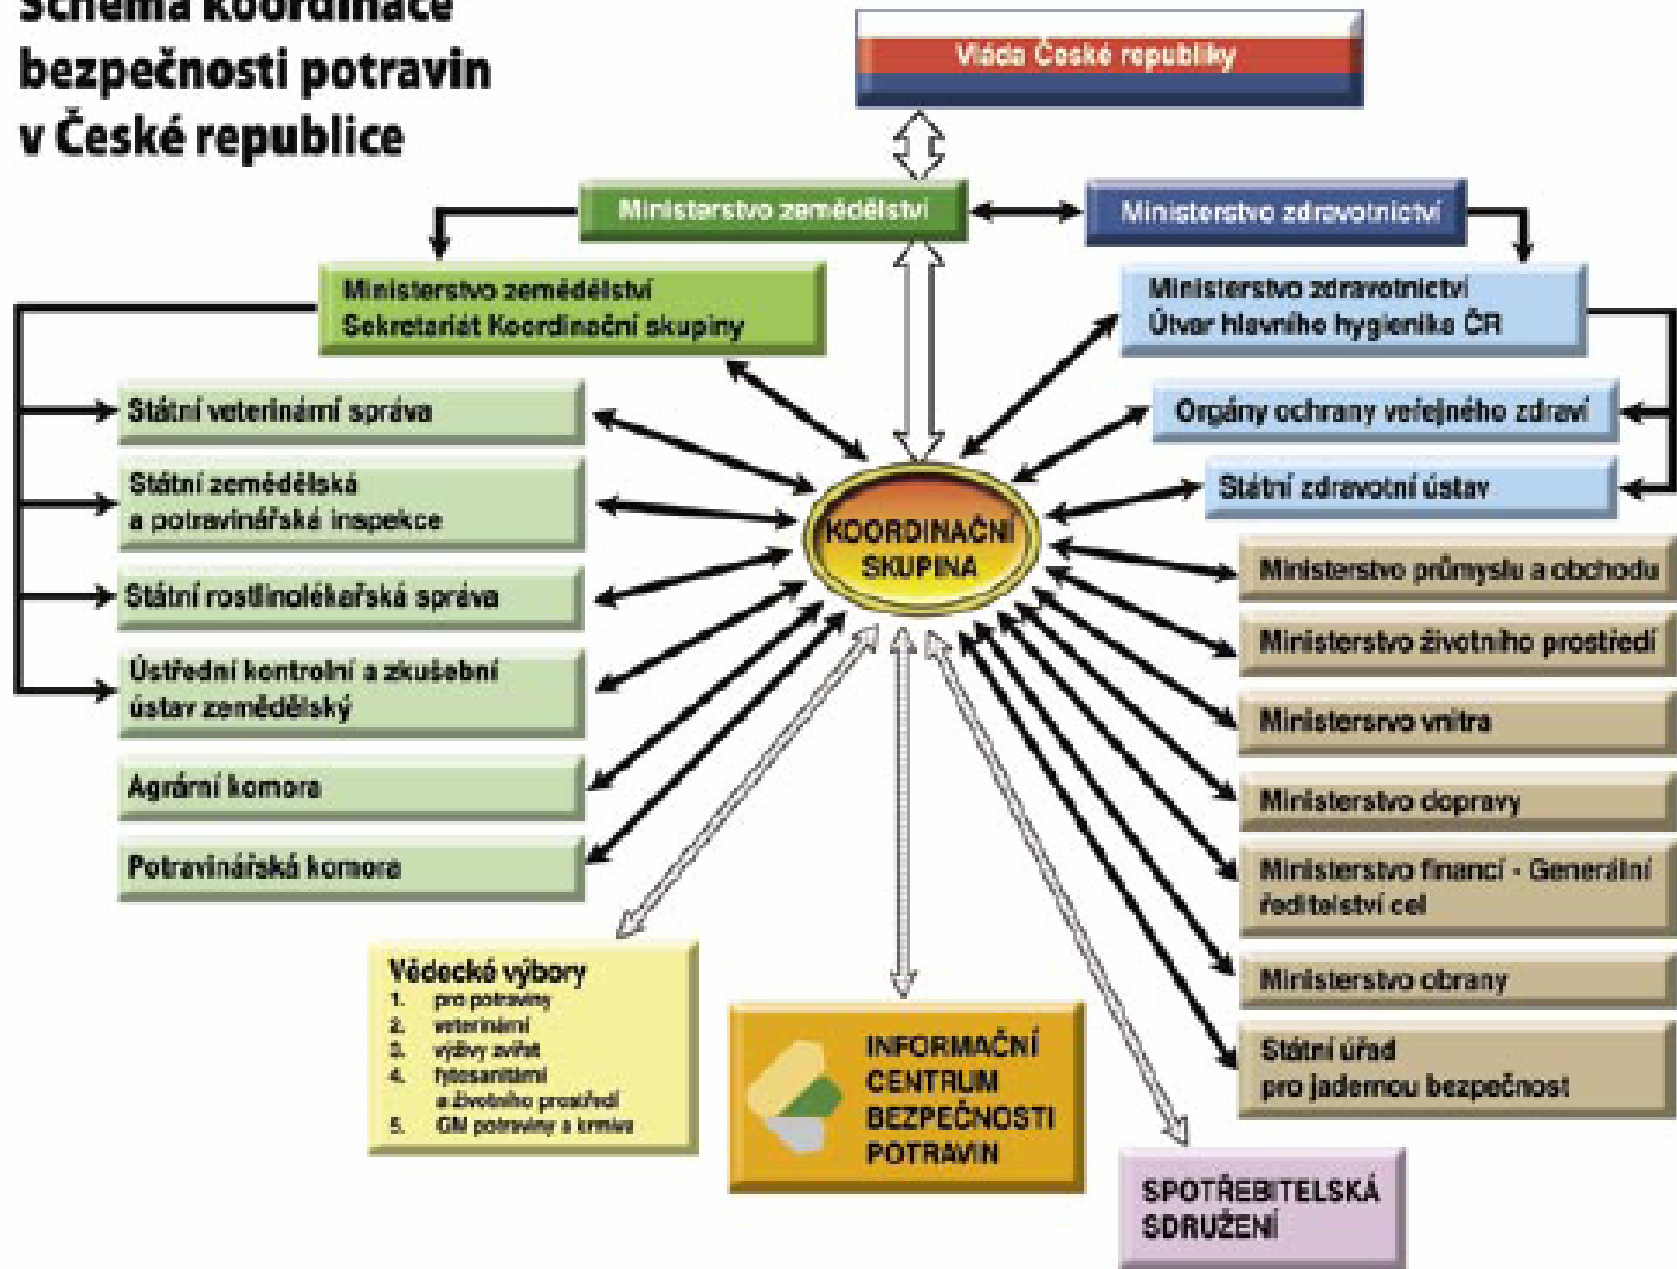 Schéma koordinace
bezpečnosti potravin
v České republice
Vláda České republiky
Ministerstvo zemědělství
Ministerstvo zdravotnictví
Ministerstvo zemědělství
Sekretariát Koordinační skupiny
Ministerstvo zdravotnictví
Útvar hlavního hygienika ČR
Státní veterinární správa
Státní zemědělská
a potravinářská inspekce
Státní rostlinolékařská správa
Ústřední kontrolní a zkušební
ústav zemědělský
Agrární komora
Potravinářská komora
Orgány ochrany veřejného zdraví
Státní zdravotní ústav
KOORDINAČNÍ
SKUPINA
Ministerstvo průmyslu a obchodu
Ministerstvo životního prostředí
Ministersrvo vnitra
Ministerstvo dopravy
Ministerstvo financí - Generální
ředitelství cel
Ministerstvo obrany
Státní úřad
pro jadernou bezpečnost
Vědecké výbory
1. pro potraviny
2. veterinární
3. výživy zvířat
4. fytosanitární
a životního prostředí
5. GM potraviny a krmiva
INFORMAČNÍ
CENTRUM
BEZPEČNOSTI
POTRAVIN
SPOTŘEBITELSKÁ
SDRUŽENÍ